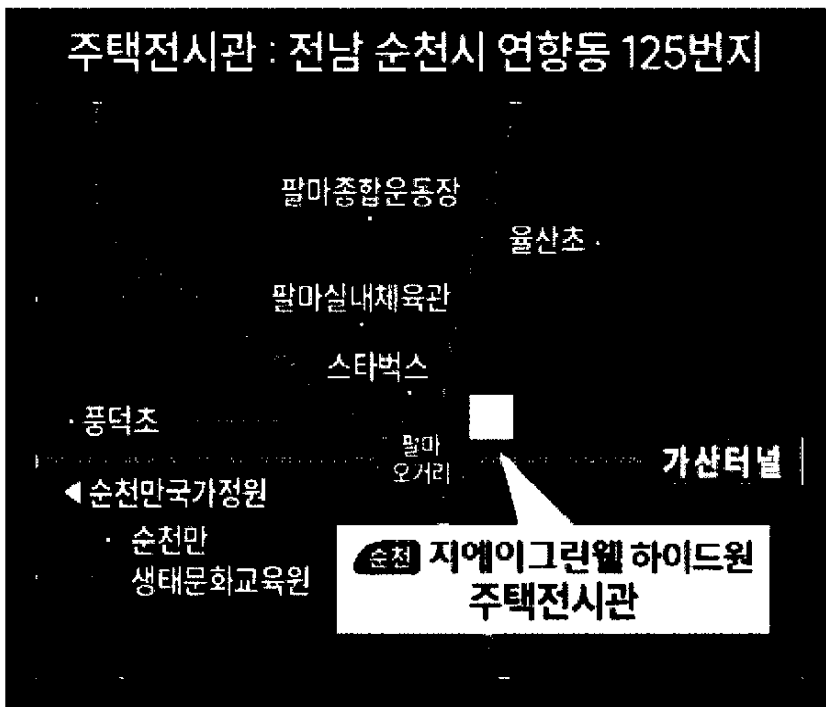 주택전시관 : 전남 순천시 연향동 125번지
팔마종합운동장
율산초
팔마실내체육관
스타벅스
풍덕초
팔마
오거리
가산터널
◀ 순천만국가정원
순천만
생태문화교육원
순천 지에이그린웰 하이드원
주택전시관